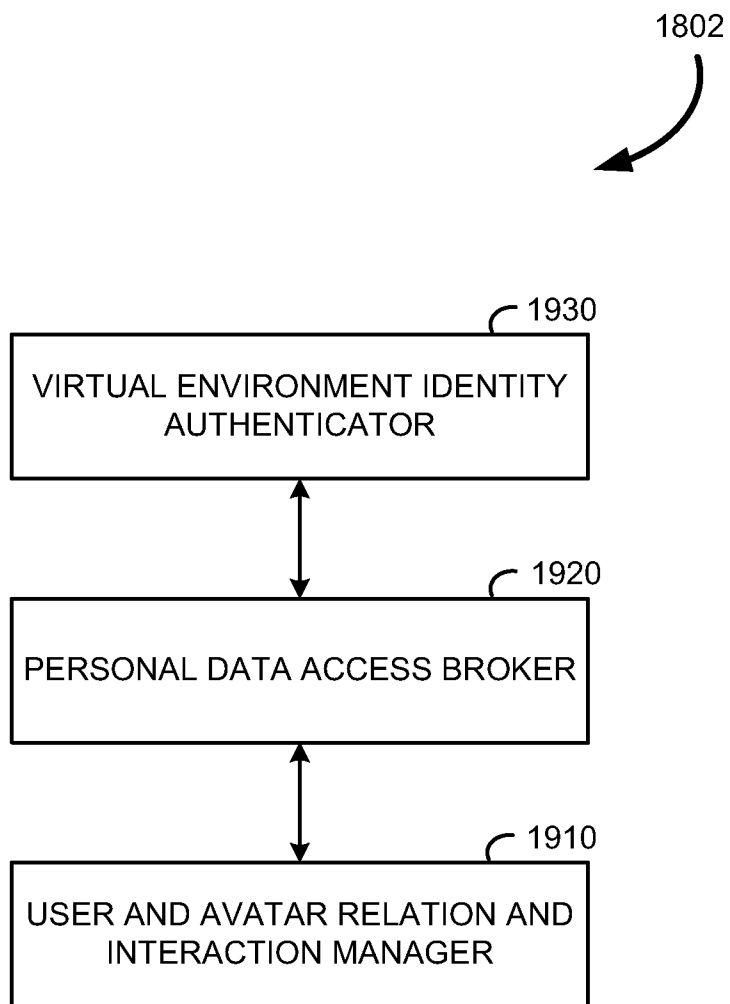 1802
1930
VIRTUAL ENVIRONMENT IDENTITY
AUTHENTICATOR
1920
PERSONAL DATA ACCESS BROKER
1910
USER AND AVATAR RELATION AND
INTERACTION MANAGER